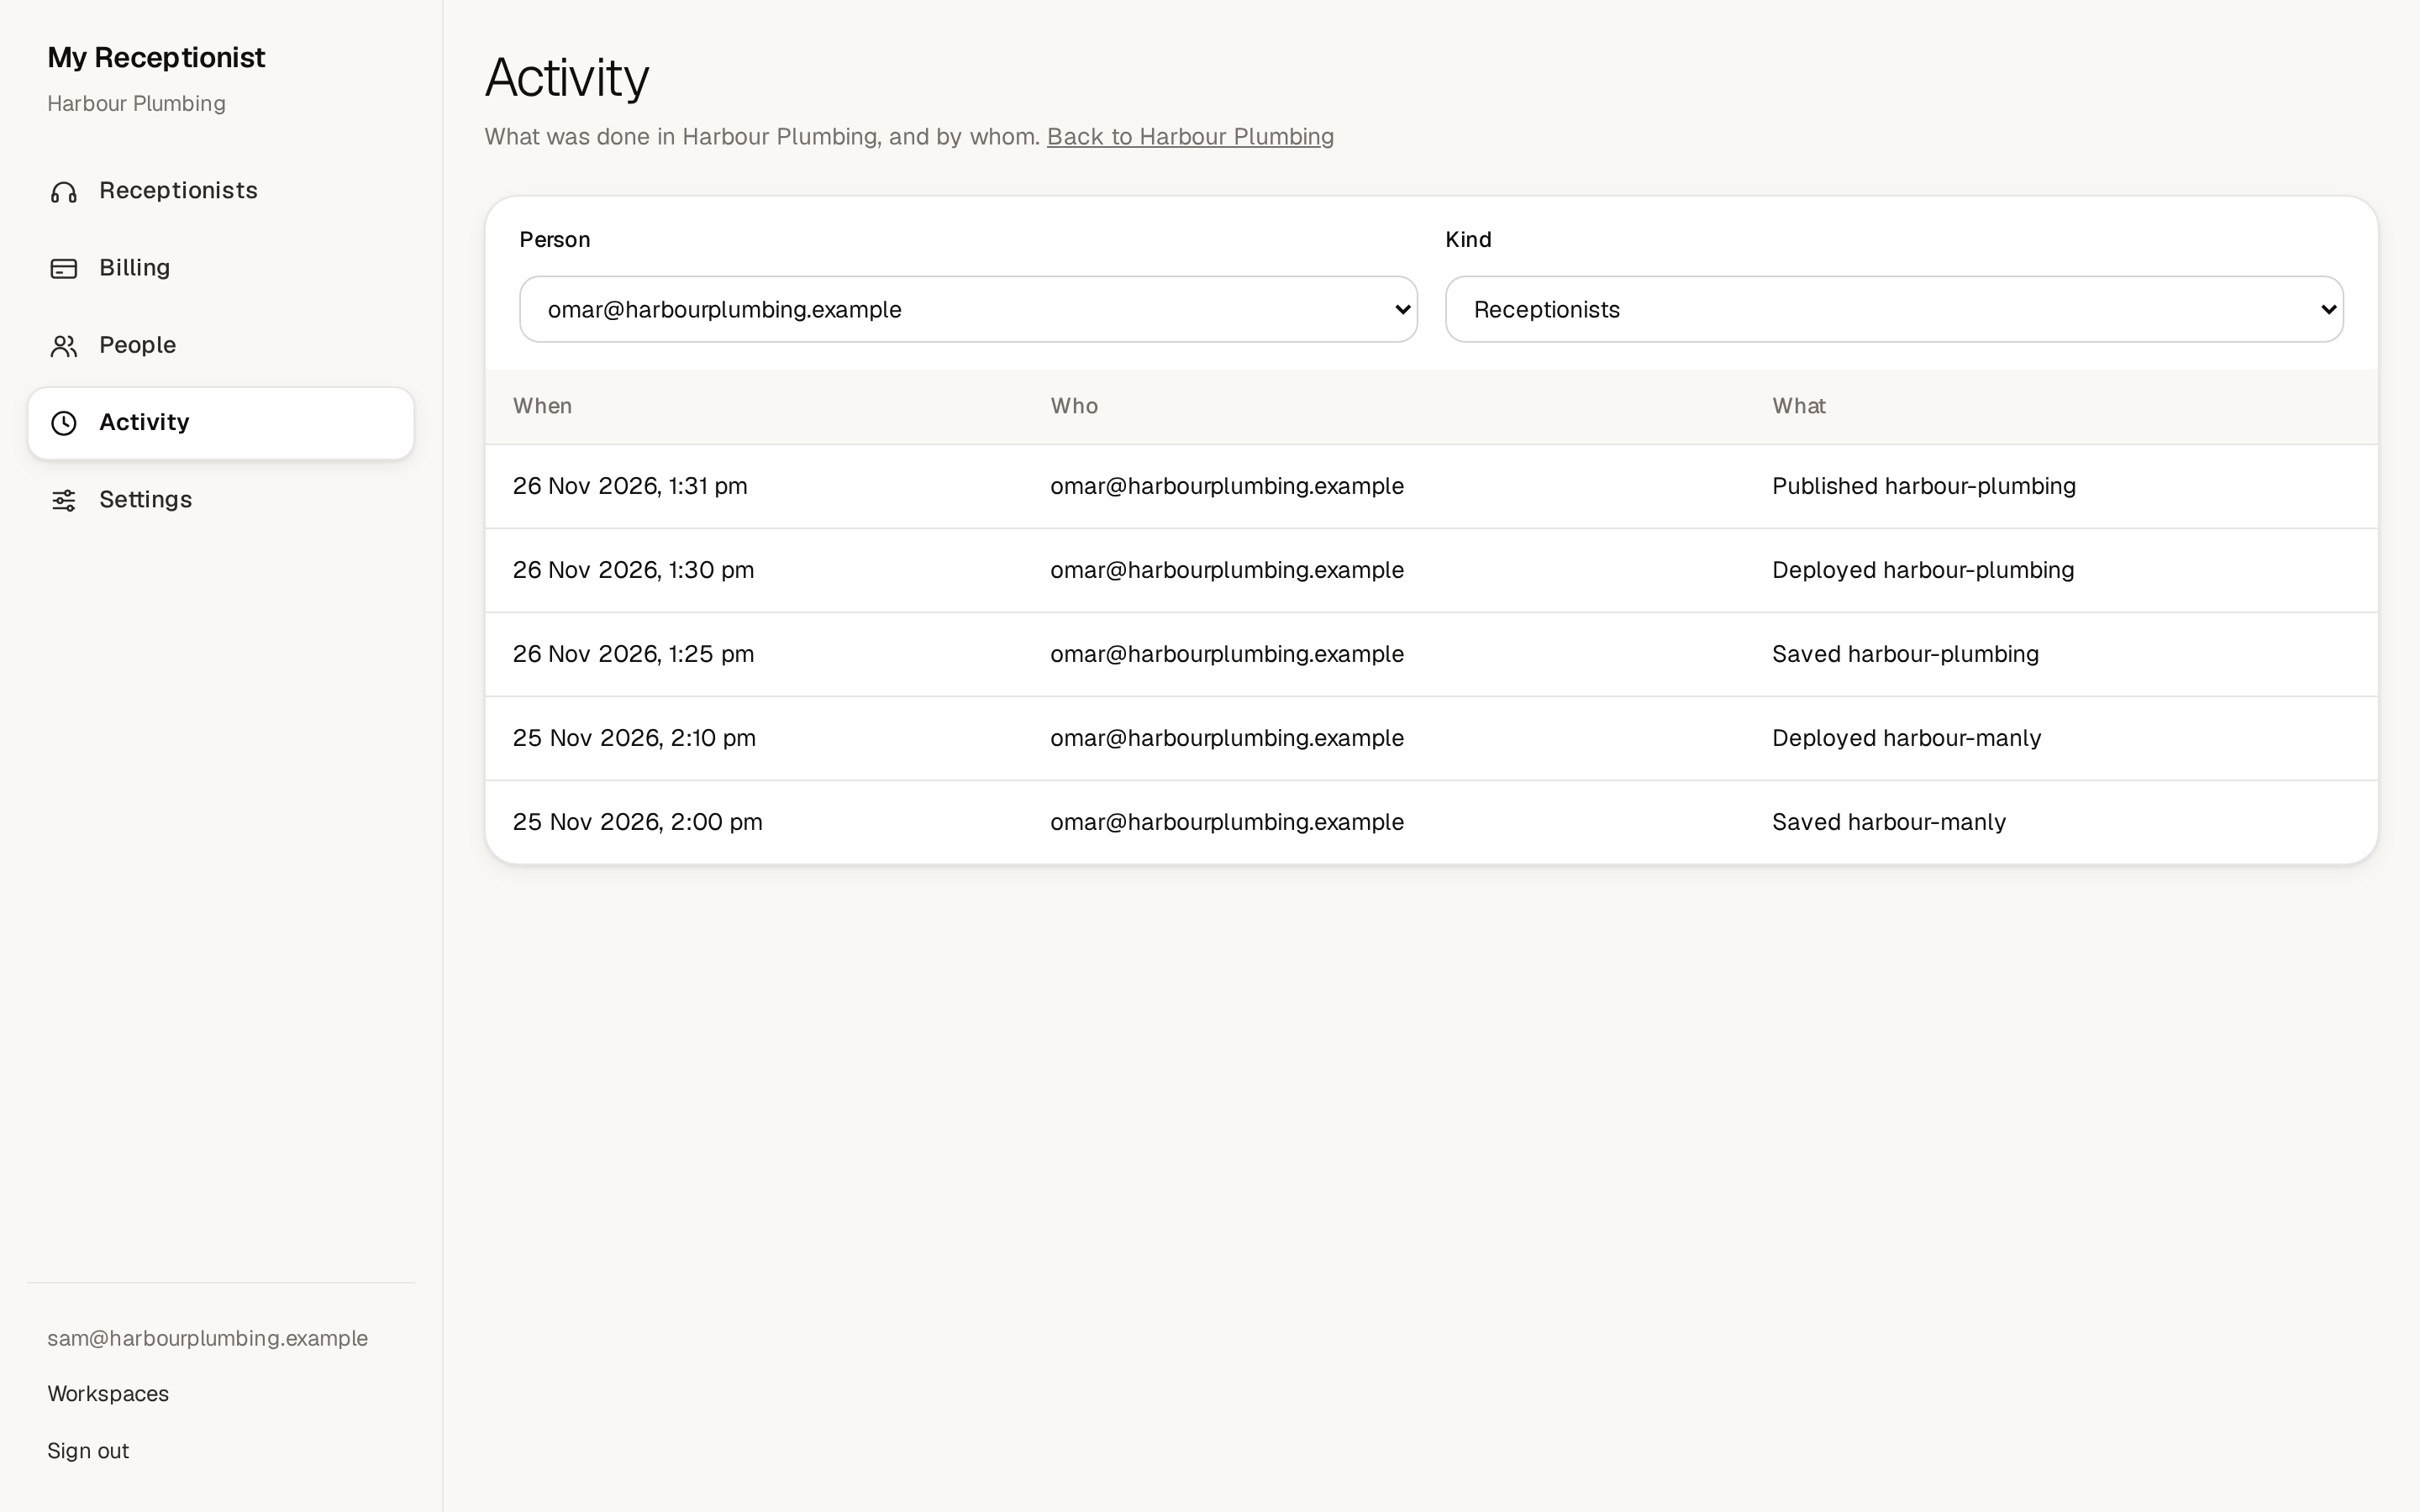 My Receptionist
Harbour Plumbing
Receptionists
Billing
People
Activity
Settings
sam@harbourplumbing.example
Workspaces
Sign out
Activity
What was done in Harbour Plumbing, and by whom. Back to Harbour Plumbing
Person Kind
omar@harbourplumbing.example Receptionists
When Who What
26 Nov 2026, 1:31 pm omar@harbourplumbing.example Published harbour-plumbing
26 Nov 2026, 1:30 pm omar@harbourplumbing.example Deployed harbour-plumbing
26 Nov 2026, 1:25 pm omar@harbourplumbing.example Saved harbour-plumbing
25 Nov 2026, 2:10 pm omar@harbourplumbing.example Deployed harbour-manly
25 Nov 2026, 2:00 pm omar@harbourplumbing.example Saved harbour-manly